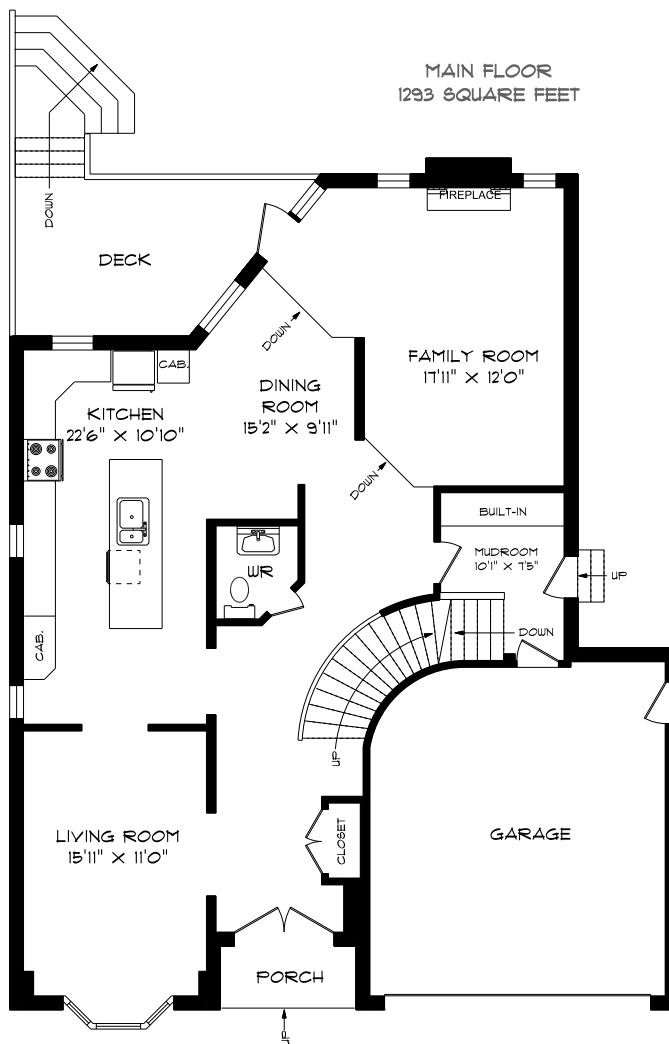 MAIN FLOOR
1293 SQUARE FEET
FIREPLACE
DOWN
DECK
DOWN
CAB.
FAMILY ROOM
17'11" X 12'0"
DINING
ROOM
15'2" X 9'11"
KITCHEN
22'6" X 10'10"
DOWN
BUILT-IN
MUDROOM
10'1" X 7'5"
UP
WR
DOWN
CAB.
UP
LIVING ROOM
15'11" X 11'0"
CLOSET
GARAGE
PORCH
UP